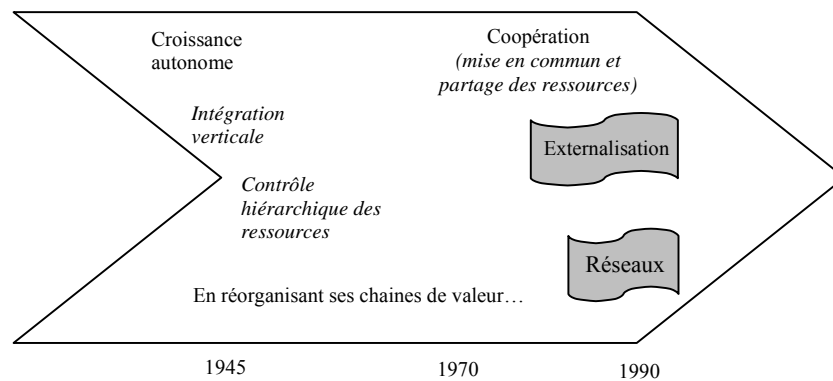 Croissance
autonome
Coopération
(mise en commun et
partage des ressources)
Intégration
verticale
Externalisation
Contrôle
hiérarchique des
ressources
Réseaux
En réorganisant ses chaines de valeur…
1945
1970
1990